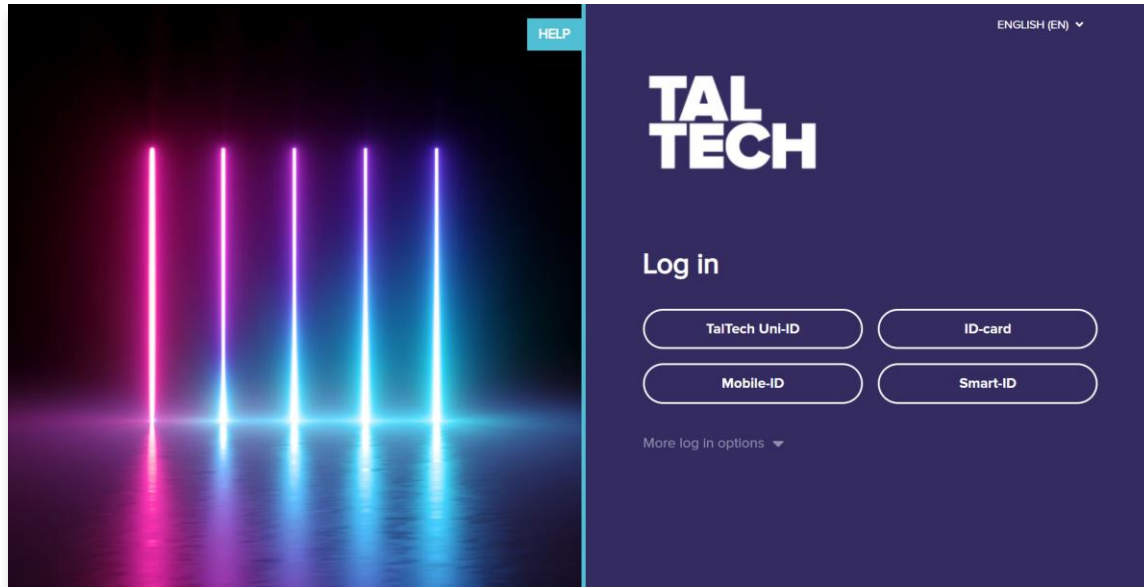 HELP
ENGLISH (EN)
TAL
TECH
Log in
TalTech Uni-ID
ID-card
Mobile-ID
Smart-ID
More log in options